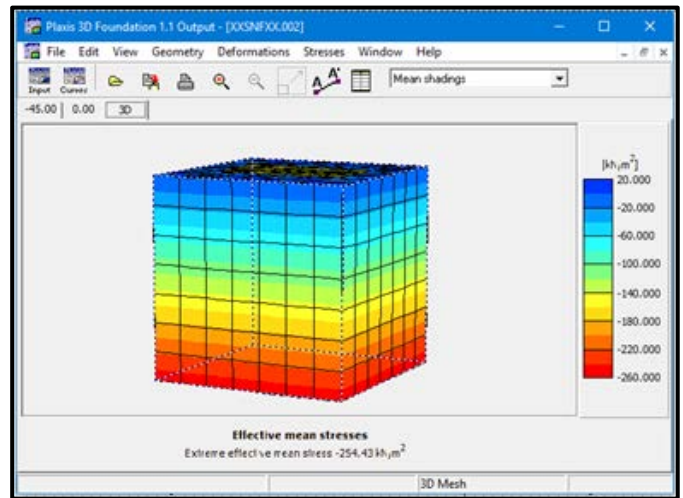 Plaxis 3D Foundation 1.1 Output - [XXSNFXX.002]
File Edit View Geometry Deformations Stresses Window Help
Input Curves Mean shadings
-45.00 0.00 3D
[kh,m²]
20.000
-20.000
-60.000
-100.000
-140.000
-180.000
-220.000
-260.000
Effective mean stresses
Extreme effective mean stress -254.43 kh,m²
3D Mesh